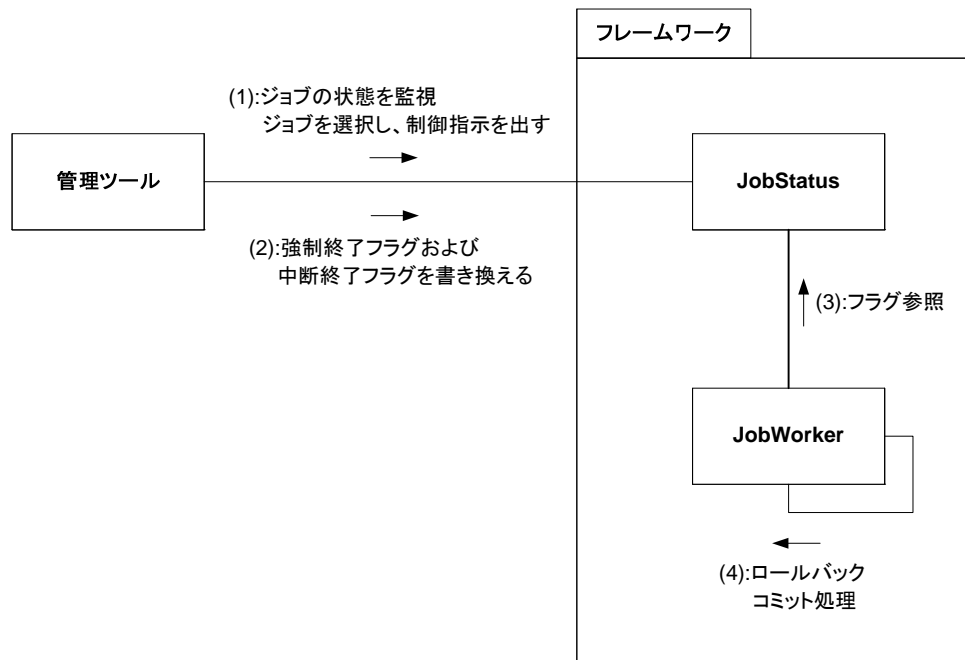 フレームワーク
(1):ジョブの状態を監視
ジョブを選択し、制御指示を出す
管理ツール
JobStatus
(2):強制終了フラグおよび
中断終了フラグを書き換える
(3):フラグ参照
JobWorker
(4):ロールバック
コミット処理